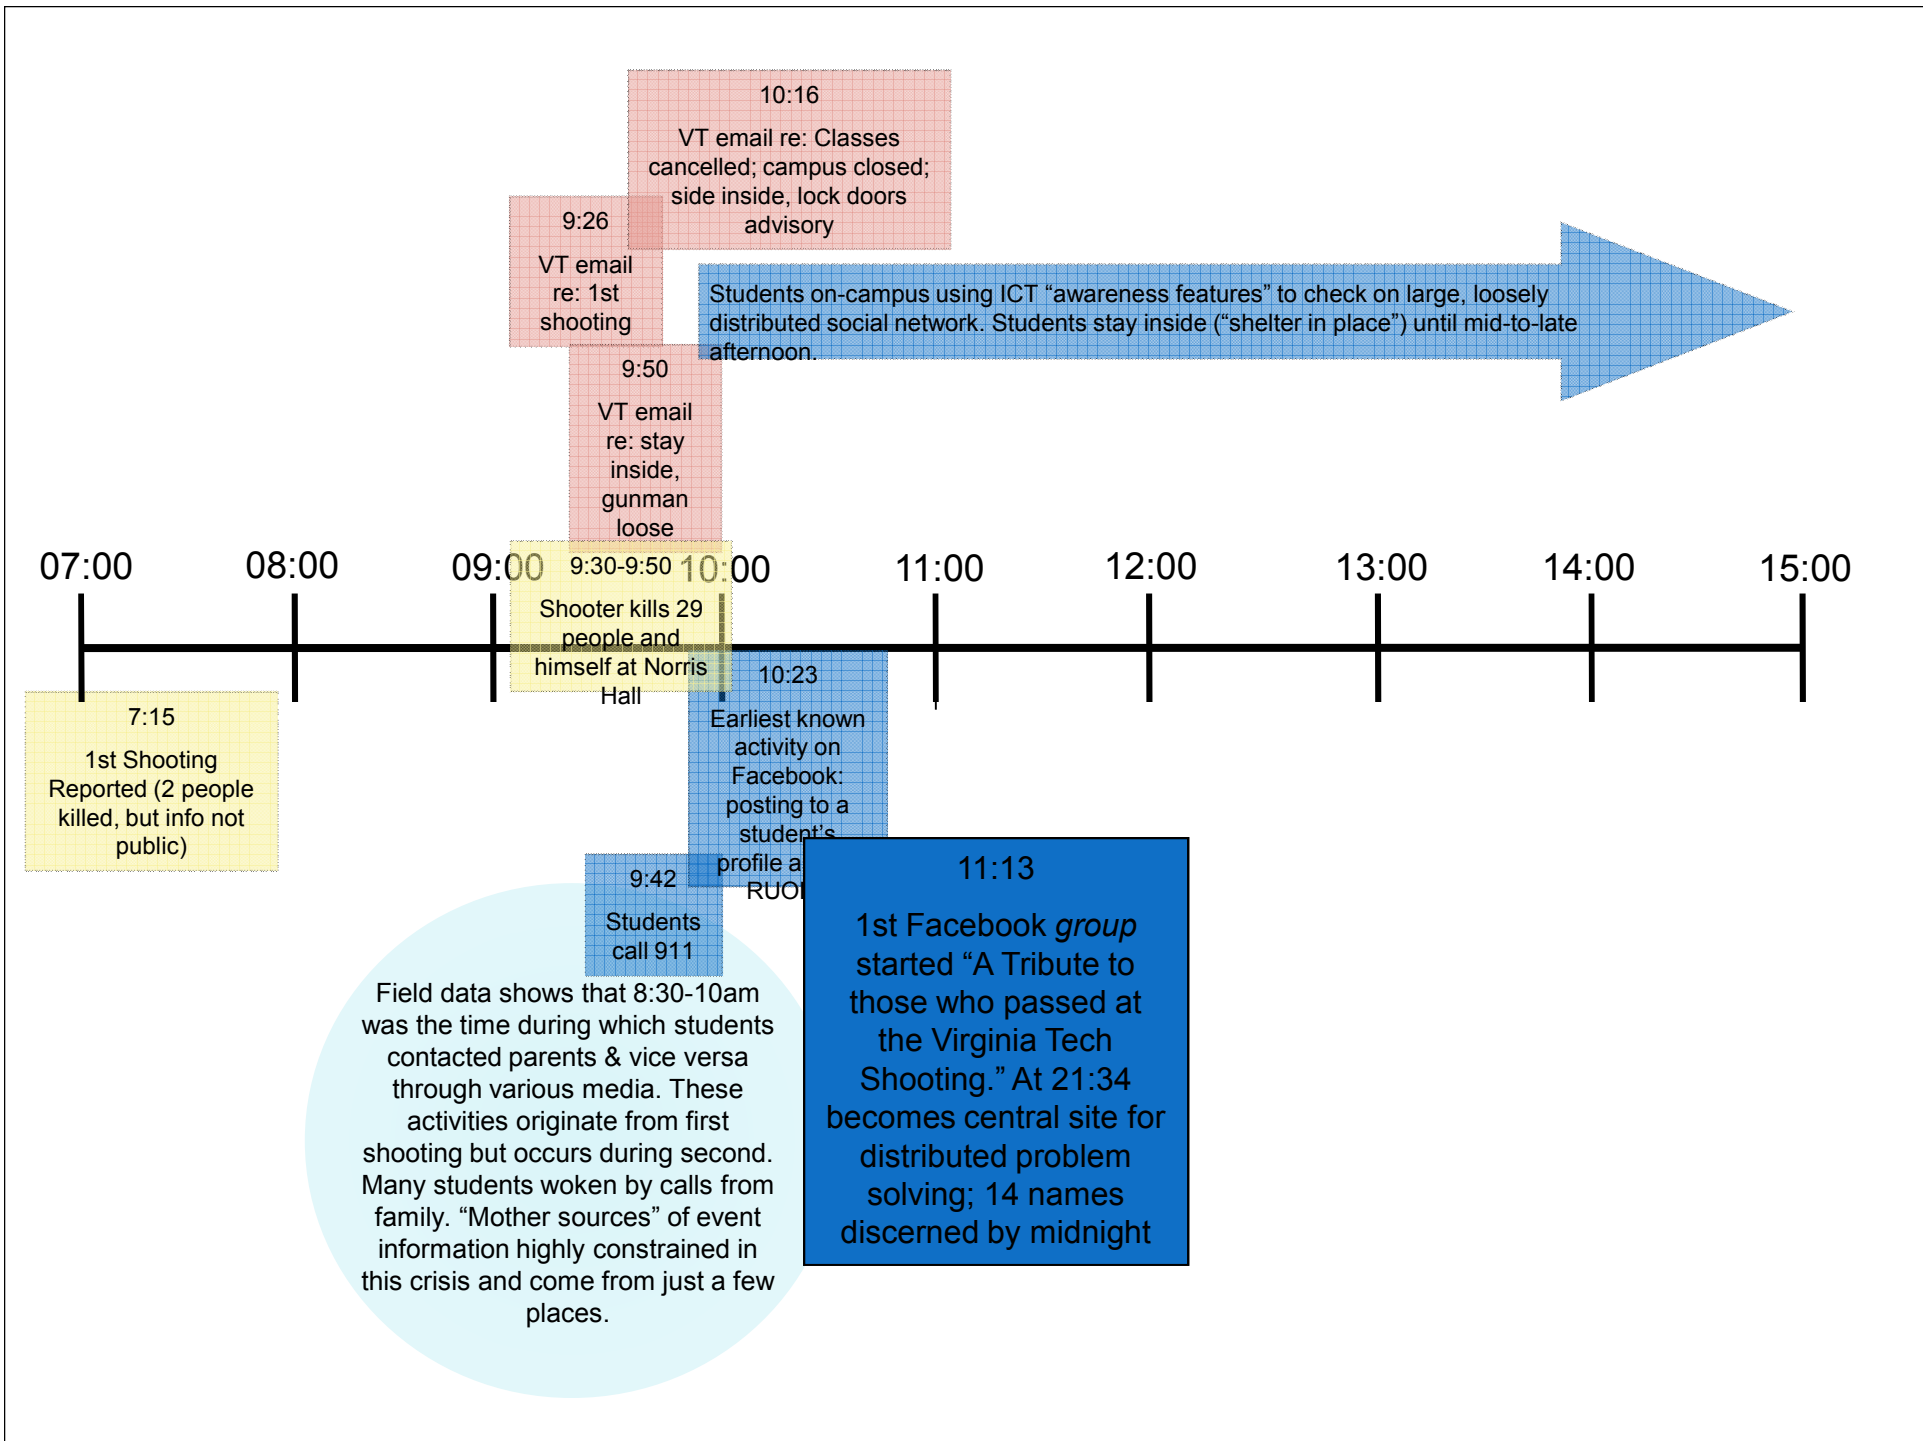 10:16
VT email re: Classes
cancelled; campus closed;
side inside, lock doors
advisory
9:26
VT email
re: 1st
shooting
Students on-campus using ICT “awareness features” to check on large, loosely
distributed social network. Students stay inside (“shelter in place”) until mid-to-late
afternoon.
9:50
VT email
re: stay
inside,
gunman
loose
07:00
08:00
09:00
10:00
11:00
12:00
13:00
14:00
15:00
9:30-9:50
Shooter kills 29
people and
himself at Norris
Hall
7:15
1st Shooting
Reported (2 people
killed, but info not
public)
10:23
Earliest known
activity on
Facebook:
posting to a
student’s
profile
9:42
Students
call 911
Field data shows that 8:30-10am
was the time during which students
contacted parents & vice versa
through various media. These
activities originate from first
shooting but occurs during second.
Many students woken by calls from
family. “Mother sources” of event
information highly constrained in
this crisis and come from just a few
places.
11:13
1st Facebook group
started “A Tribute to
those who passed at
the Virginia Tech
Shooting.” At 21:34
becomes central site for
distributed problem
solving; 14 names
discerned by midnight